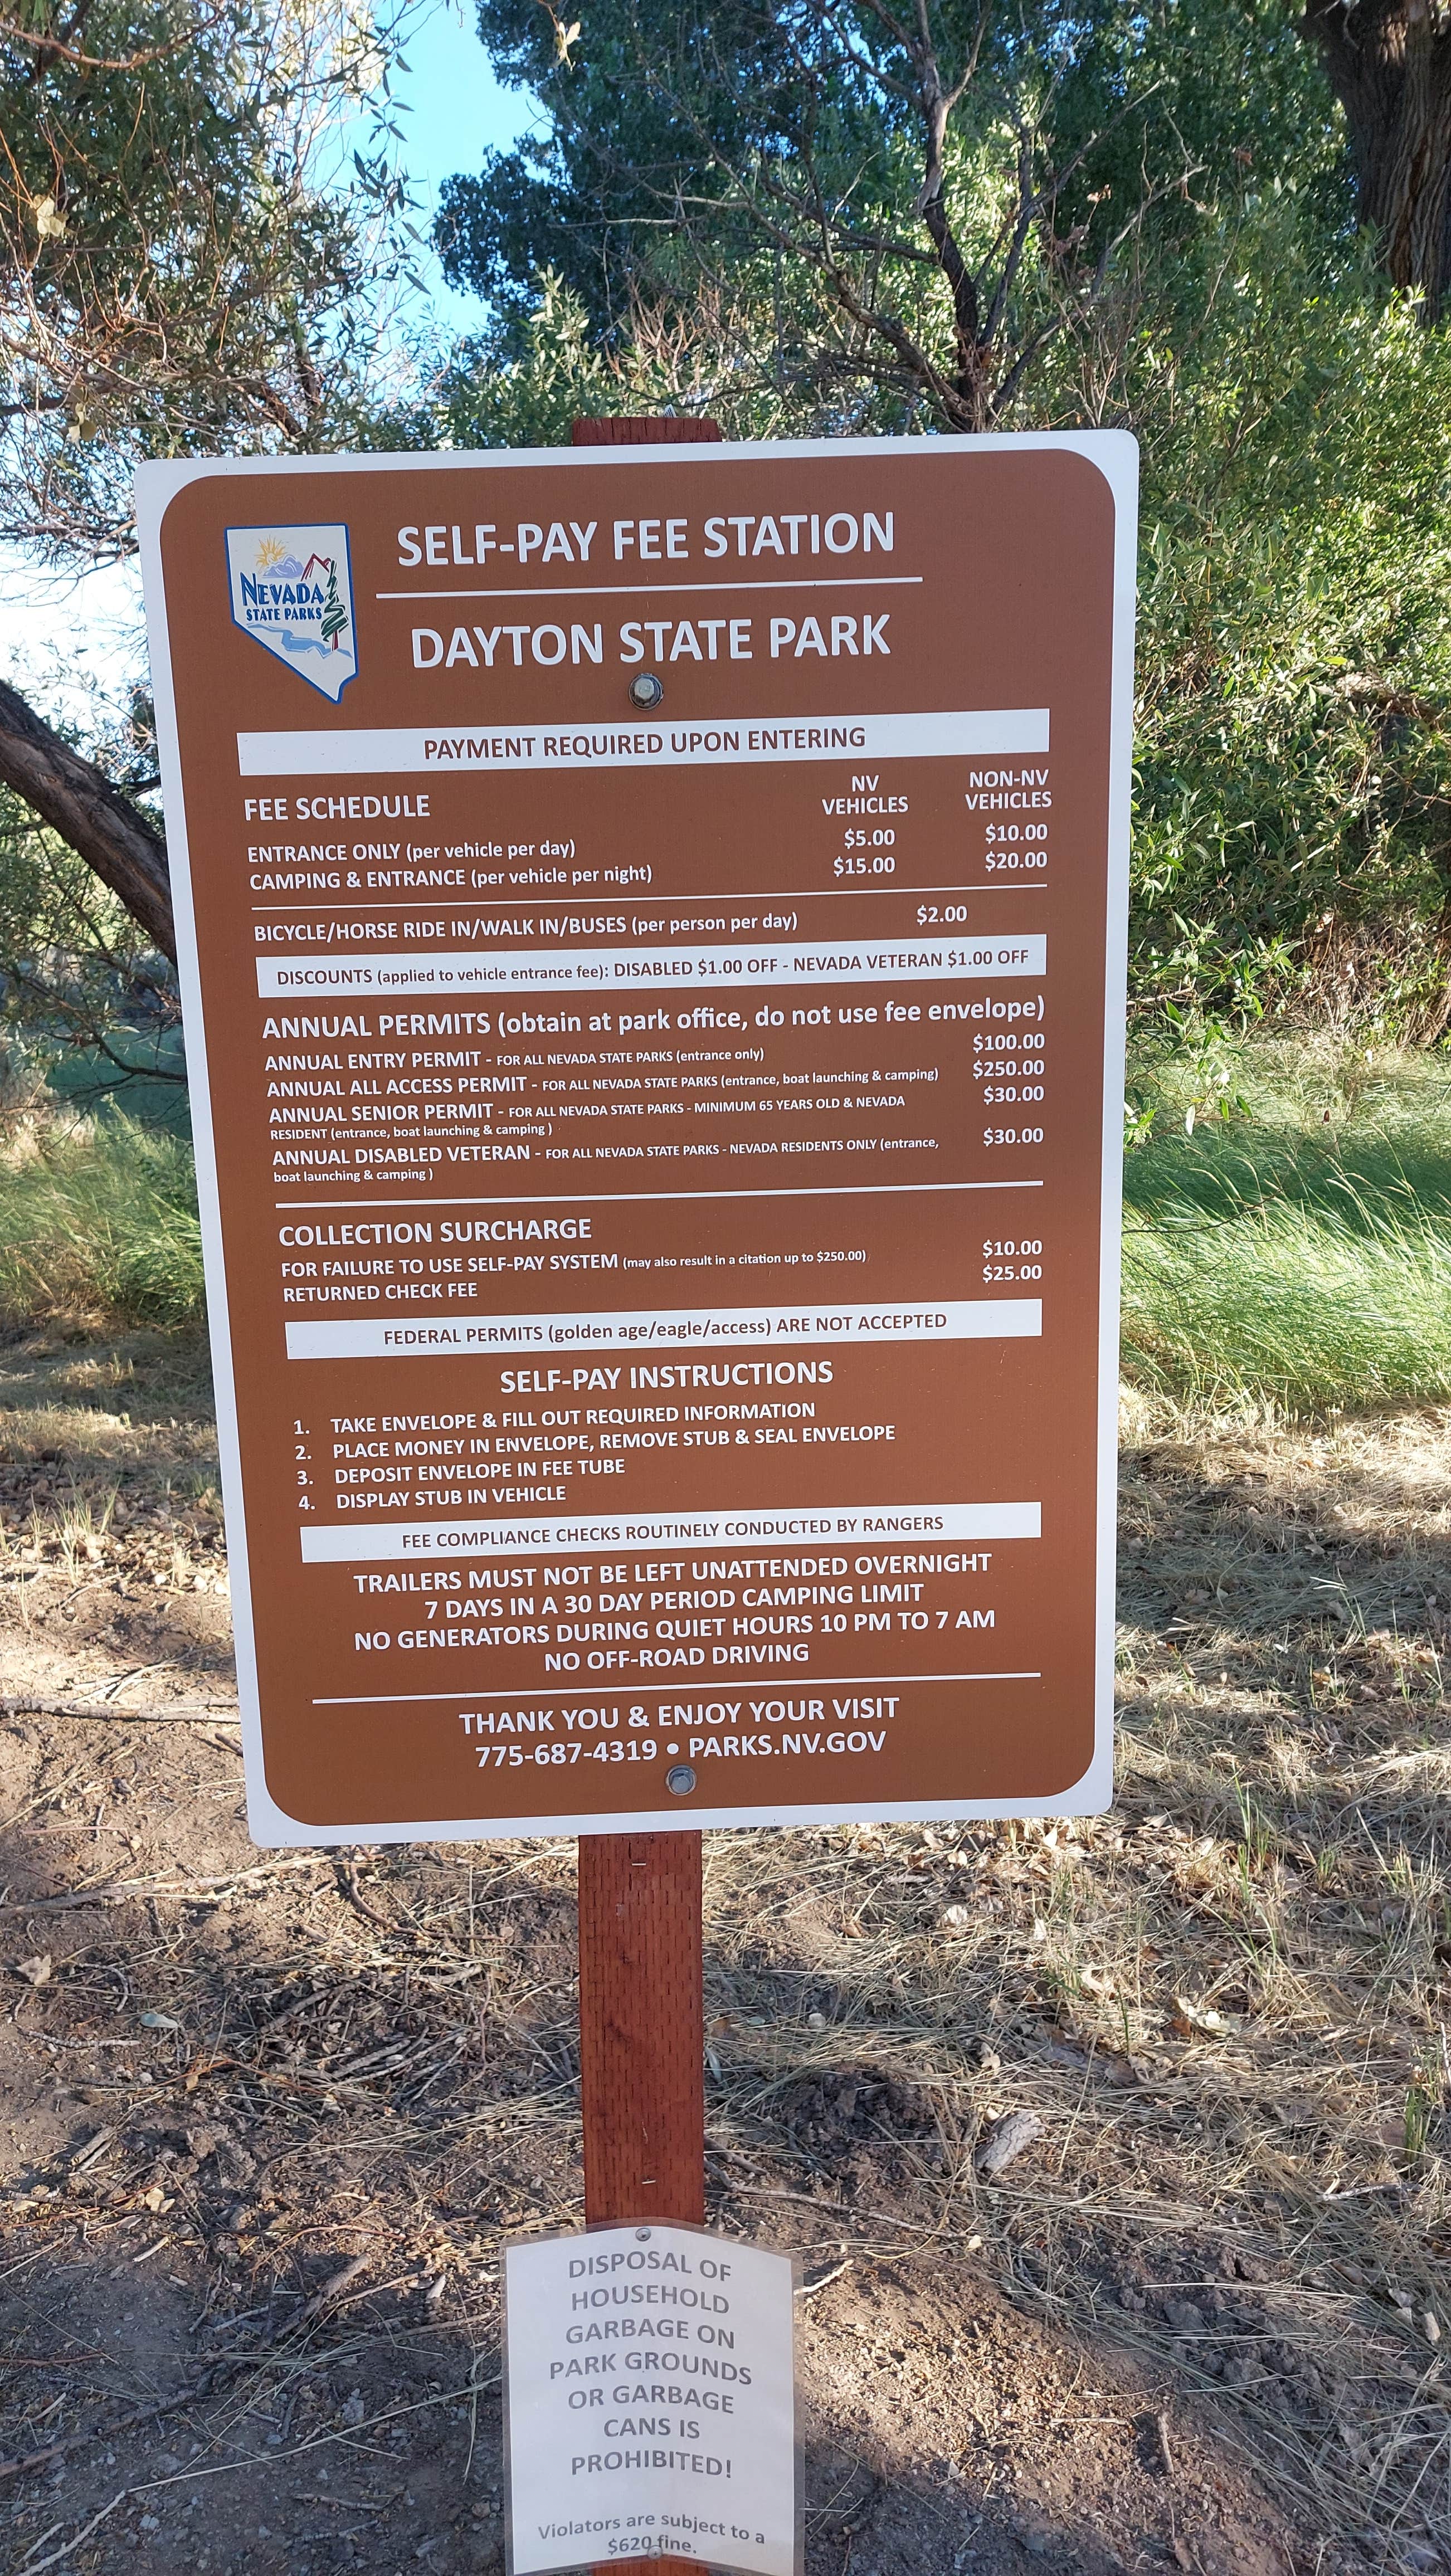 NEVADA
STATE PARKS
SELF-PAY FEE STATION
DAYTON STATE PARK
PAYMENT REQUIRED UPON ENTERING
FEE SCHEDULE
NV VEHICLES
NON-NV VEHICLES
ENTRANCE ONLY (per vehicle per day) $5.00 $10.00
CAMPING & ENTRANCE (per vehicle per night) $15.00 $20.00
BICYCLE/HORSE RIDE IN/WALK IN/BUSES (per person per day) $2.00
DISCOUNTS (applied to vehicle entrance fee): DISABLED $1.00 OFF - NEVADA VETERAN $1.00 OFF
ANNUAL PERMITS (obtain at park office, do not use fee envelope)
ANNUAL ENTRY PERMIT - FOR ALL NEVADA STATE PARKS (entrance only) $100.00
ANNUAL ALL ACCESS PERMIT - FOR ALL NEVADA STATE PARKS (entrance, boat launching & camping) $250.00
ANNUAL SENIOR PERMIT - FOR ALL NEVADA STATE PARKS - MINIMUM 65 YEARS OLD & NEVADA $30.00
RESIDENT (entrance, boat launching & camping )
ANNUAL DISABLED VETERAN - FOR ALL NEVADA STATE PARKS - NEVADA RESIDENTS ONLY (entrance, $30.00
boat launching & camping )
COLLECTION SURCHARGE
FOR FAILURE TO USE SELF-PAY SYSTEM (may also result in a citation up to $250.00) $10.00
RETURNED CHECK FEE $25.00
FEDERAL PERMITS (golden age/eagle/access) ARE NOT ACCEPTED
SELF-PAY INSTRUCTIONS
1. TAKE ENVELOPE & FILL OUT REQUIRED INFORMATION
2. PLACE MONEY IN ENVELOPE, REMOVE STUB & SEAL ENVELOPE
3. DEPOSIT ENVELOPE IN FEE TUBE
4. DISPLAY STUB IN VEHICLE
FEE COMPLIANCE CHECKS ROUTINELY CONDUCTED BY RANGERS
TRAILERS MUST NOT BE LEFT UNATTENDED OVERNIGHT
7 DAYS IN A 30 DAY PERIOD CAMPING LIMIT
NO GENERATORS DURING QUIET HOURS 10 PM TO 7 AM
NO OFF-ROAD DRIVING
THANK YOU & ENJOY YOUR VISIT
775-687-4319 • PARKS.NV.GOV
DISPOSAL OF
HOUSEHOLD
GARBAGE ON
PARK GROUNDS
OR GARBAGE
CANS IS
PROHIBITED!
Violators are subject to a
$620 fine.